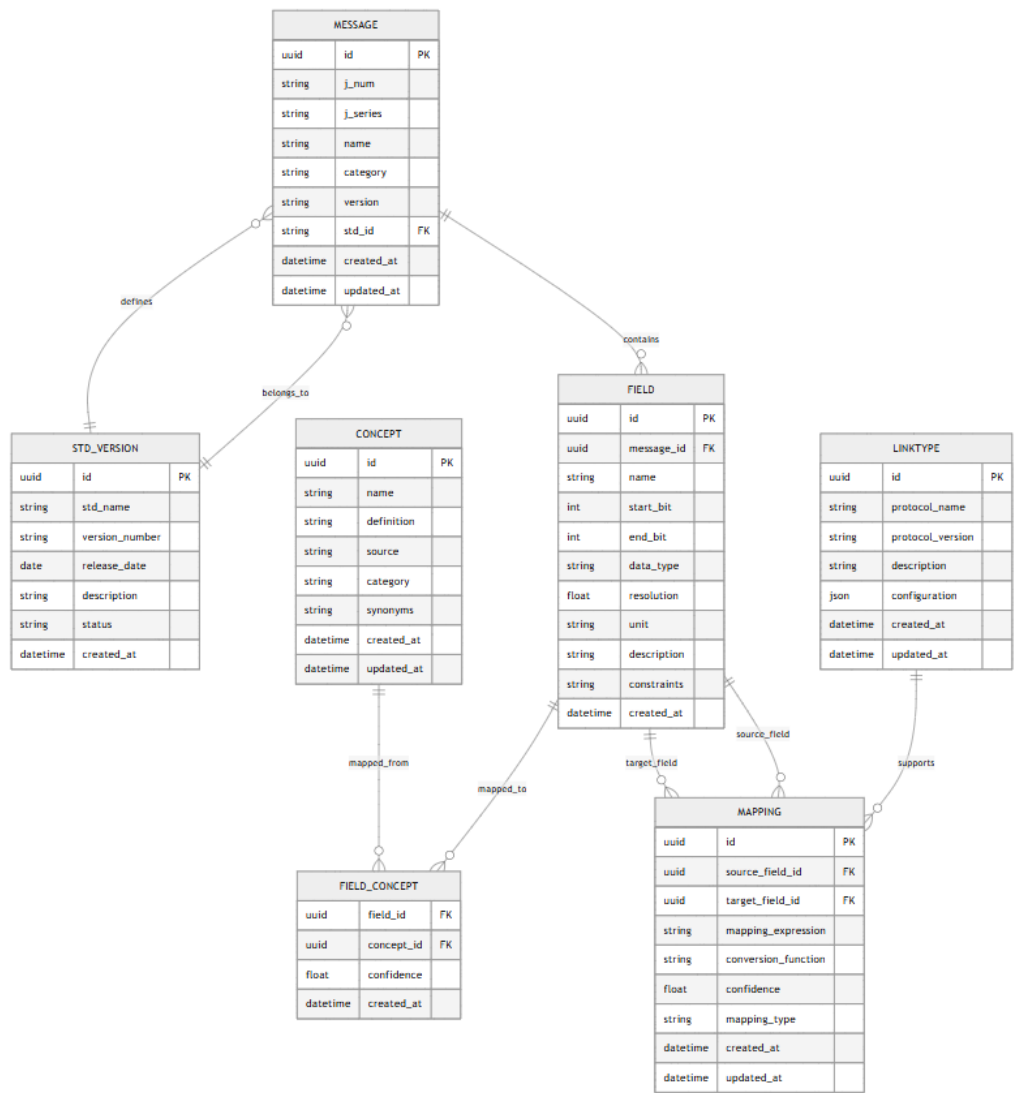 MESSAGE
uuid id PK
string j_num
string j_series
string name
string category
string version
string std_id FK
datetime created_at
datetime updated_at
defines
contains
belongs_to
STD_VERSION
uuid id PK
string std_name
string version_number
date release_date
string description
string status
datetime created_at
CONCEPT
uuid id PK
string name
string definition
string source
string category
string synonyms
datetime created_at
datetime updated_at
FIELD
uuid id PK
uuid message_id FK
string name
int start_bit
int end_bit
string data_type
float resolution
string unit
string description
string constraints
datetime created_at
LINKTYPE
uuid id PK
string protocol_name
string protocol_version
string description
json configuration
datetime created_at
datetime updated_at
mapped_from
mapped_to
target_field
source_field
supports
FIELD_CONCEPT
uuid field_id FK
uuid concept_id FK
float confidence
datetime created_at
MAPPING
uuid id PK
uuid source_field_id FK
uuid target_field_id FK
string mapping_expression
string conversion_function
float confidence
string mapping_type
datetime created_at
datetime updated_at